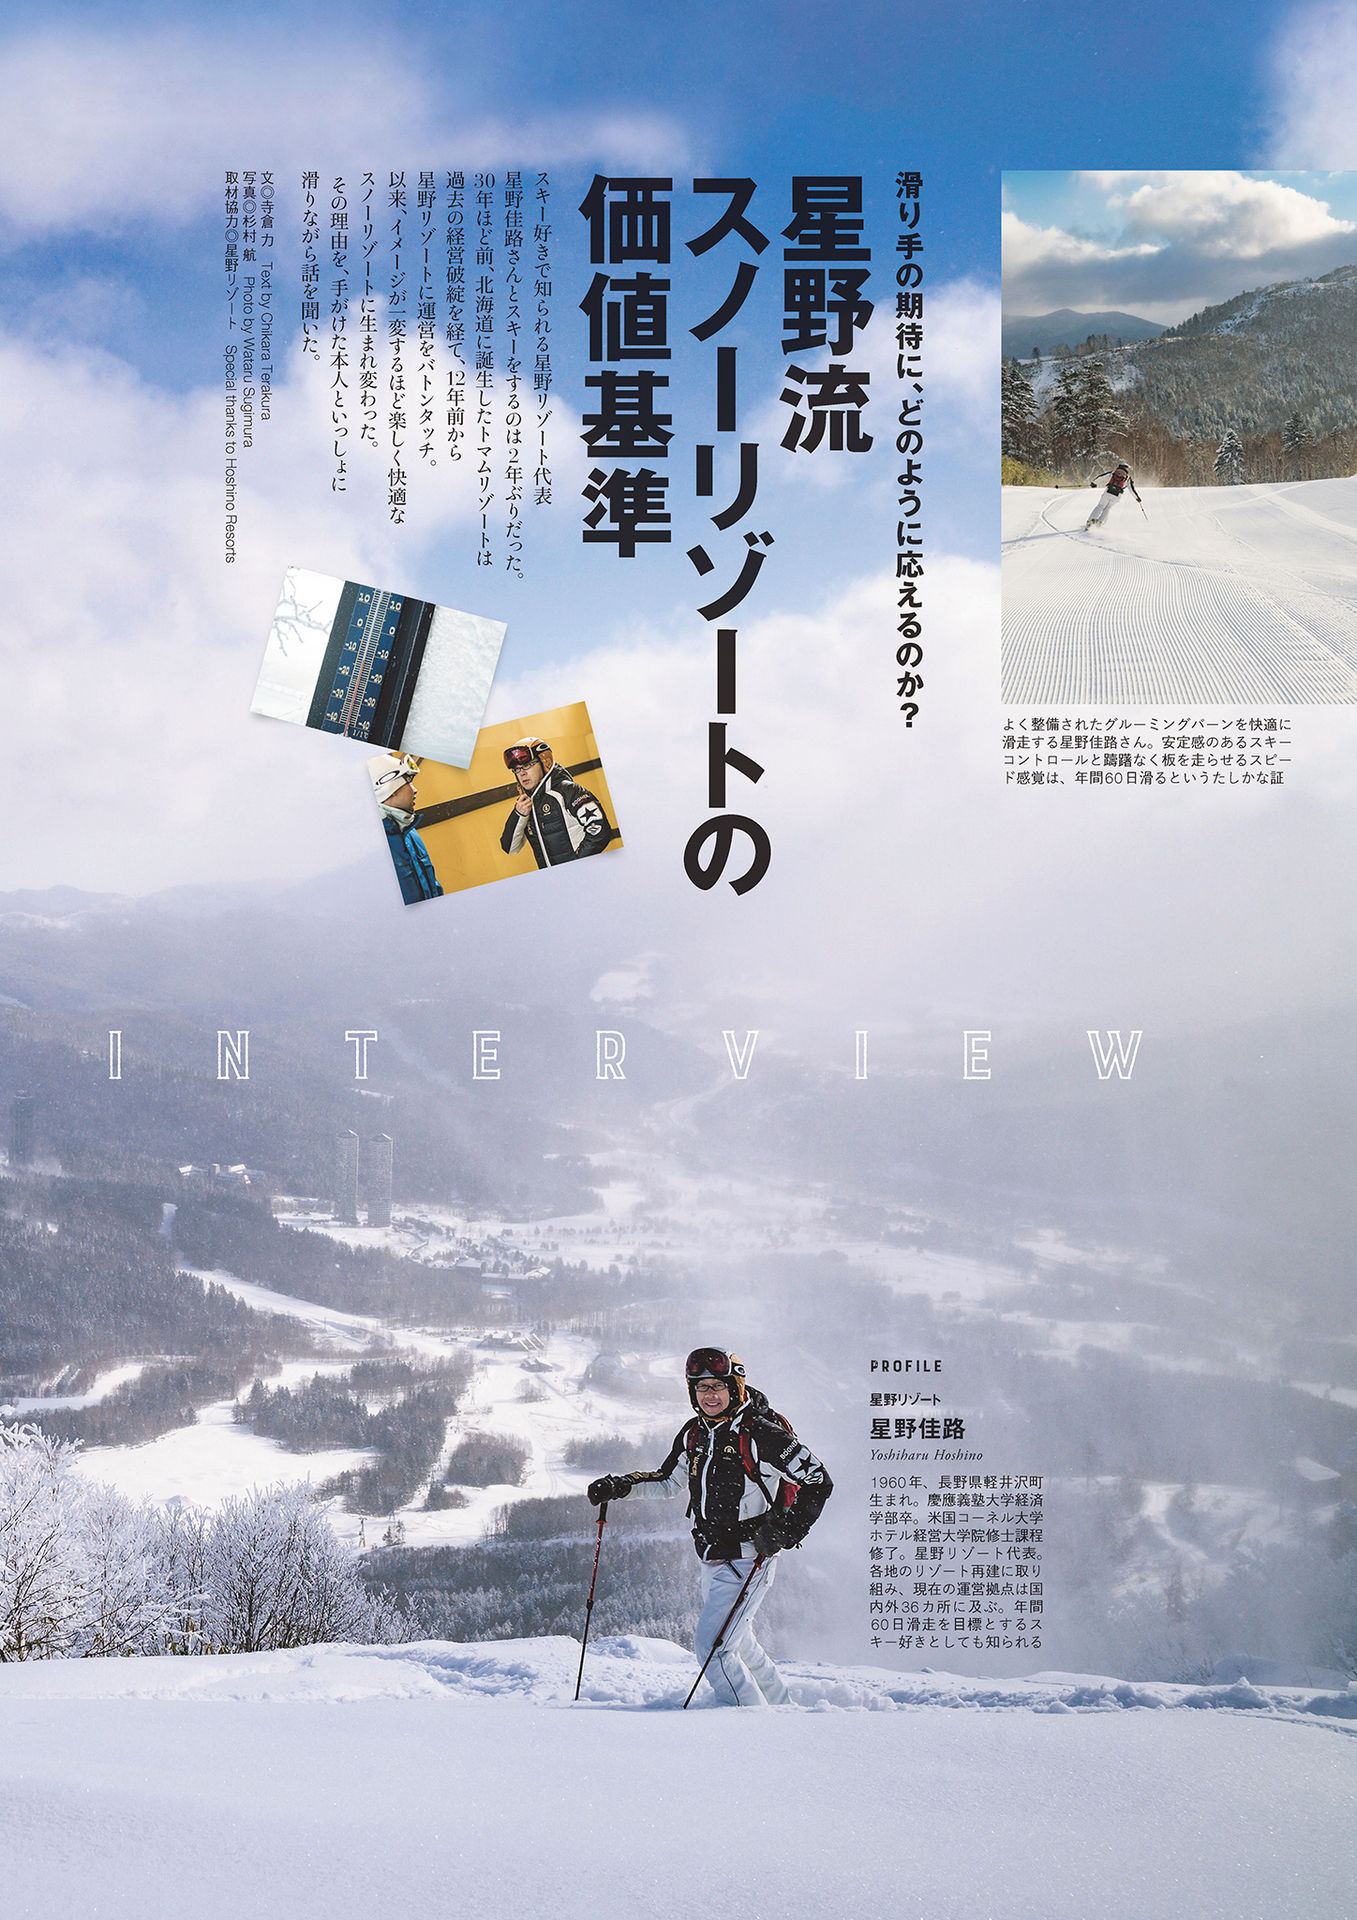 滑り手の期待に、どのように応えるのか?
星野流
スノーリゾートの
価値基準
スキー好きで知られる星野リゾート代表
星野佳路さんとスキーをするのは2年ぶりだった。
30年ほど前、北海道に誕生したトマムリゾートは
過去の経営破綻を経て、12年前から
星野リゾートに運営をバトンタッチ。
以来、イメージが一変するほど楽しく快適な
スノーリゾートに生まれ変わった。
その理由を、手がけた本人といっしょに
滑りながら話を聞いた。
文◎寺倉 力 Text by Chikara Terakura
写真◎杉村 航 Photo by Wataru Sugimura
取材協力◎星野リゾート Special thanks to Hoshino Resorts
よく整備されたグルーミングバーンを快適に
滑走する星野佳路さん。安定感のあるスキー
コントロールと躊躇なく板を走らせるスピー
ド感覚は、年間60日滑るというたしかな証
INTERVIEW
PROFILE
星野リゾート
星野佳路
Yoshiharu Hoshino
1960年、長野県軽井沢町
生まれ。慶應義塾大学経済
学部卒。米国コーネル大学
ホテル経営大学院修士課程
修了。星野リゾート代表。
各地のリゾート再建に取り
組み、現在の運営拠点は国
内外36カ所に及ぶ。年間
60日滑走を目標とするス
キー好きとしても知られる